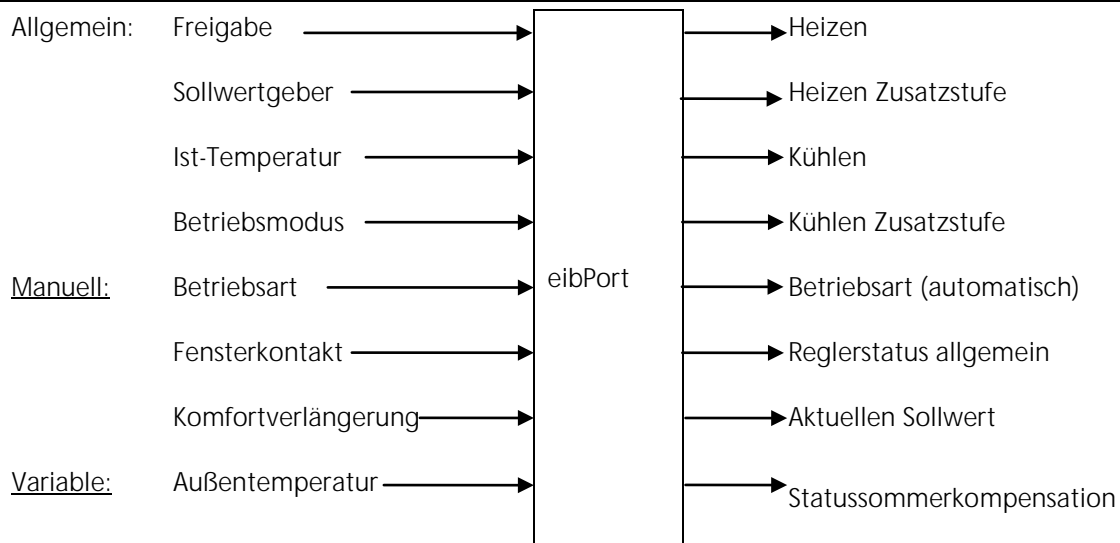 Allgemein: Freigabe Heizen
Sollwertgeber Heizen Zusatzstufe
Ist-Temperatur Kühlen
Betriebsmodus Kühlen Zusatzstufe
Manuell: Betriebsart eibPort Betriebsart (automatisch)
Fensterkontakt Reglerstatus allgemein
Komfortverlängerung Aktuellen Sollwert
Variable: Außentemperatur Statussommerkompensation